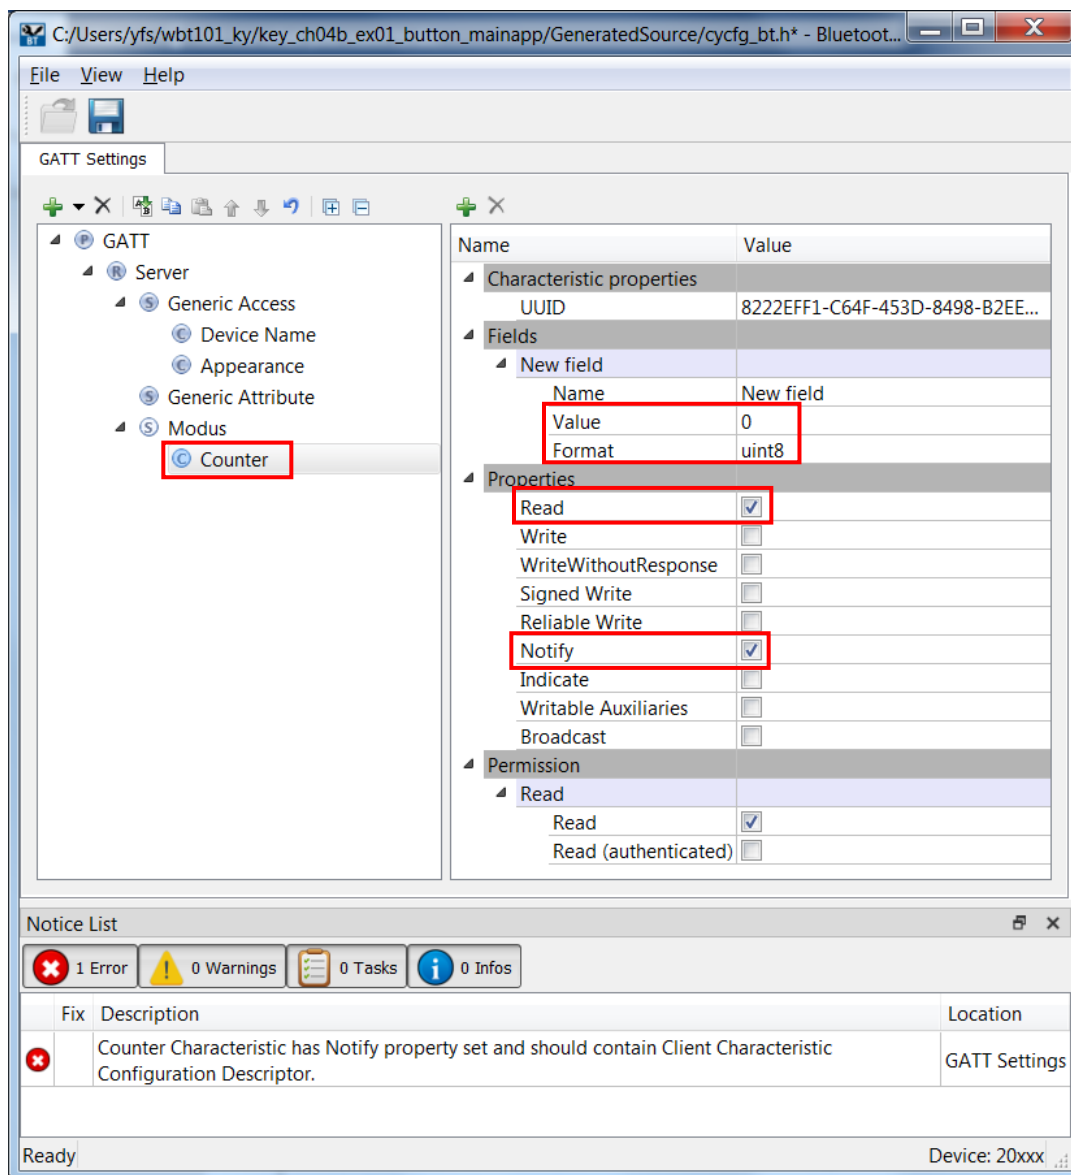 C:/Users/yfs/wbt101_ky/key_ch04b_ex01_button_mainapp/GeneratedSource/cycfg_bt.h* - Bluetoot...
File View Help
GATT Settings
GATT
Server
Generic Access
Device Name
Appearance
Generic Attribute
Modus
Counter
Name Value
Characteristic properties
UUID 8222EFF1-C64F-453D-8498-B2EE...
Fields
New field
Name New field
Value 0
Format uint8
Properties
Read
Write
WriteWithoutResponse
Signed Write
Reliable Write
Notify
Indicate
Writable Auxiliaries
Broadcast
Permission
Read
Read
Read (authenticated)
Notice List
1 Error 0 Warnings 0 Tasks 0 Infos
Fix Description Location
Counter Characteristic has Notify property set and should contain Client Characteristic
Configuration Descriptor.
GATT Settings
Ready Device: 20xxx